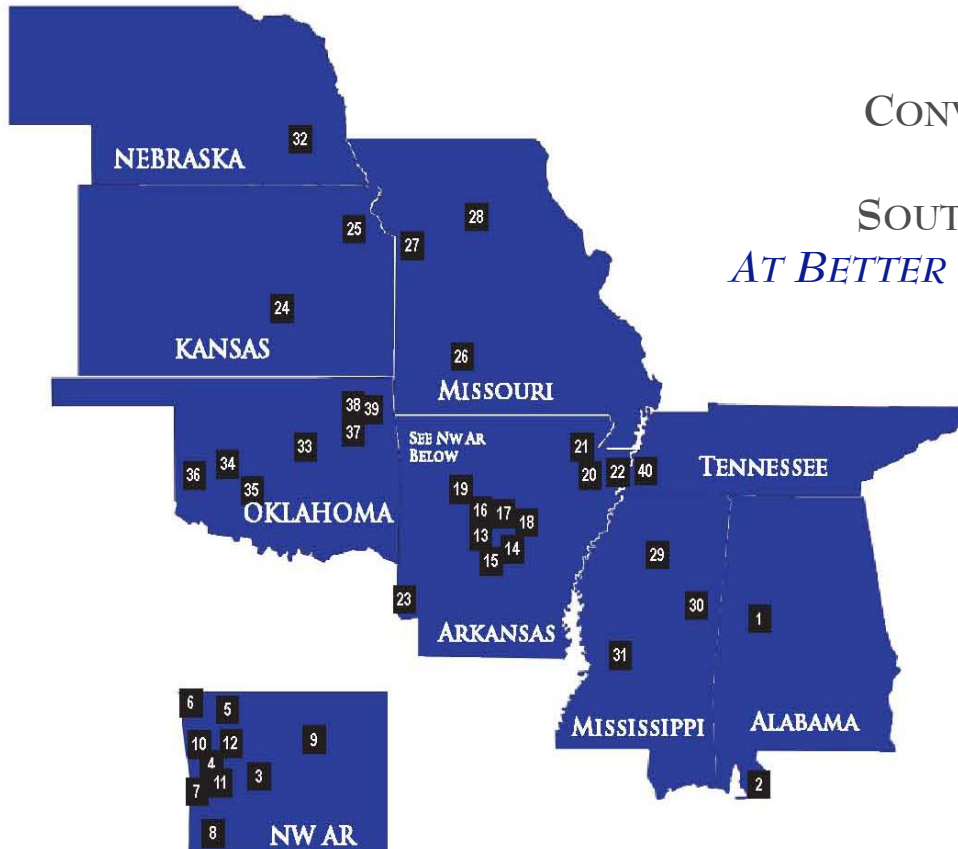 CONV
SOUT
AT BETTER
32
NEBRASKA
25
28
27
24
KANSAS
26
MISSOURI
38
39
37
SEE NW AR
BELOW
33
34
36
35
OKLAHOMA
21
20
22
40
TENNESSEE
19
16
17
18
13
14
15
23
ARKANSAS
29
30
31
1
MISSISSIPPI
ALABAMA
2
6
5
10
12
9
4
3
11
7
8
NW AR